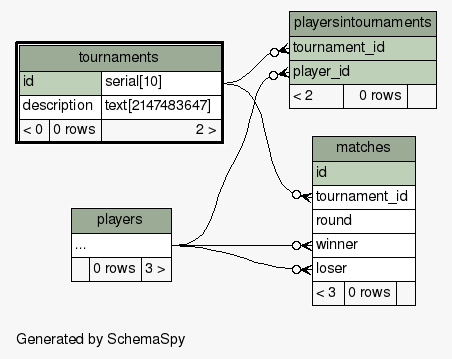 playersintournaments
tournament_id
player_id
< 2 0 rows
tournaments
id serial[10]
description text[2147483647]
< 0 0 rows 2 >
matches
id
tournament_id
round
winner
loser
< 3 0 rows
players
...
0 rows 3 >
Generated by SchemaSpy